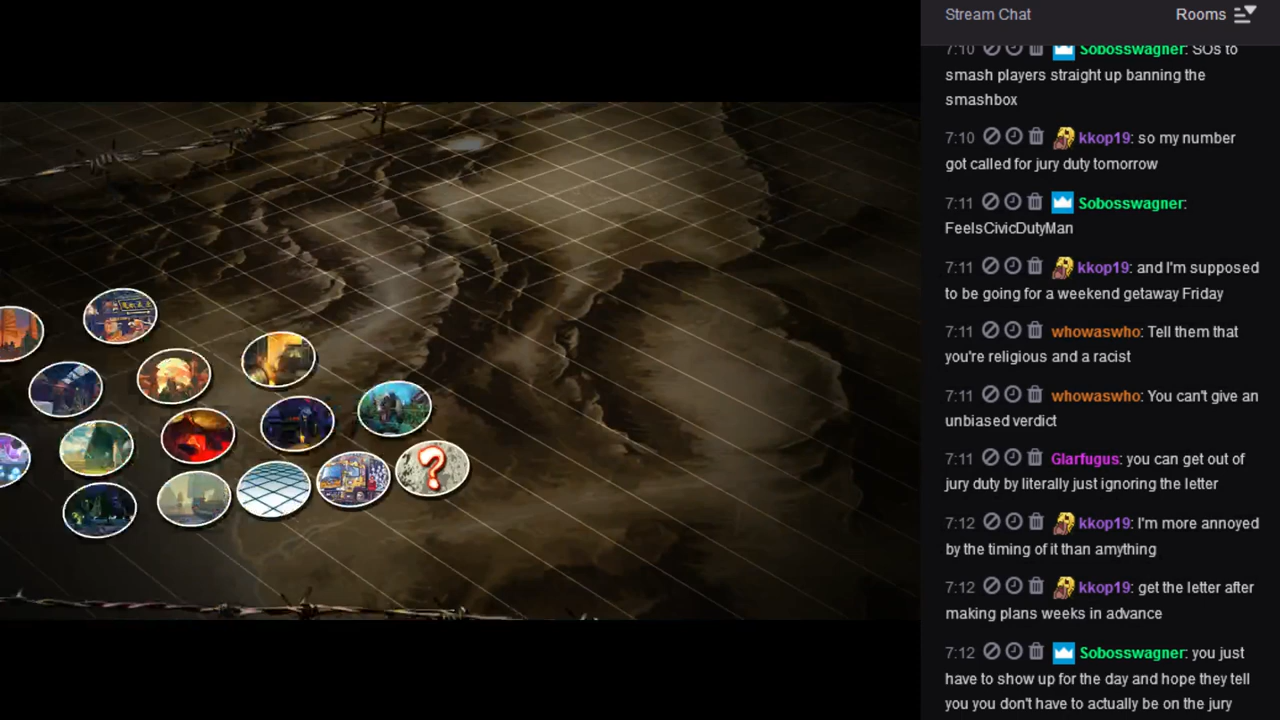 Stream Chat
Rooms
7:10 Sobosswagner: SOs to
smash players straight up banning the
smashbox
7:10 kkop19: so my number
got called for jury duty tomorrow
7:11 Sobosswagner:
FeelsCivicDutyMan
7:11 kkop19: and I'm supposed
to be going for a weekend getaway Friday
7:11 whowaswho: Tell them that
you're religious and a racist
7:11 whowaswho: You can't give an
unbiased verdict
7:11 Glarfugus: you can get out of
jury duty by literally just ignoring the letter
7:12 kkop19: I'm more annoyed
by the timing of it than amything
7:12 kkop19: get the letter after
making plans weeks in advance
7:12 Sobosswagner: you just
have to show up for the day and hope they tell
you you don't have to actually be on the jury
?